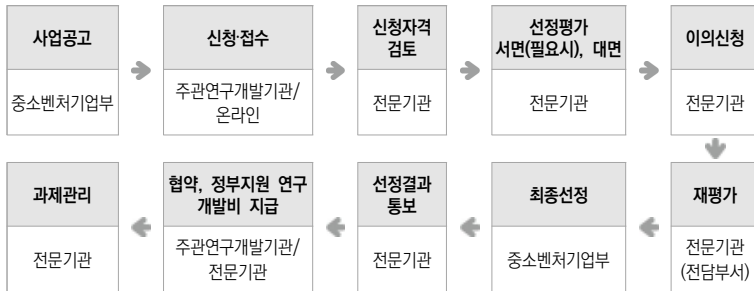 사업공고
중소벤처기업부
신청·접수
주관연구개발기관/
온라인
신청자격
검토
전문기관
선정평가
서면(필요시), 대면
전문기관
이의신청
전문기관
재평가
전문기관
(전담부서)
최종선정
중소벤처기업부
선정결과
통보
전문기관
협약, 정부지원 연구
개발비 지급
주관연구개발기관/
전문기관
과제관리
전문기관